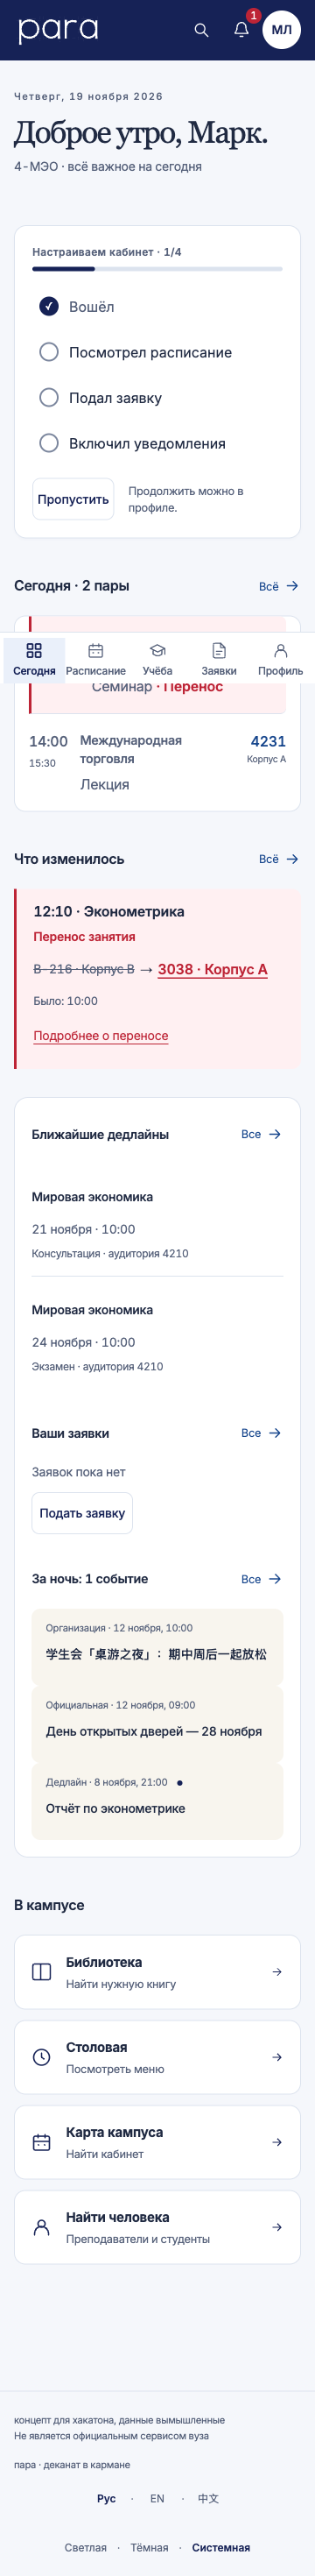 para
1
МЛ
Четверг, 19 ноября 2026
Доброе утро, Марк.
4-МЭО · всё важное на сегодня
Настраиваем кабинет · 1/4
Вошёл
Посмотрел расписание
Подал заявку
Включил уведомления
Пропустить
Продолжить можно в
профиле.
Сегодня · 2 пары
Всё →
Сегодня
Расписание
Учёба
Заявки
Профиль
Семинар · Перенос
14:00
Международная
4231
15:30
торговля
Корпус А
Лекция
Что изменилось
Всё →
12:10 · Эконометрика
Перенос занятия
В-216 · Корпус В → 3038 · Корпус А
Было: 10:00
Подробнее о переносе
Ближайшие дедлайны
Все →
Мировая экономика
21 ноября · 10:00
Консультация · аудитория 4210
Мировая экономика
24 ноября · 10:00
Экзамен · аудитория 4210
Ваши заявки
Все →
Заявок пока нет
Подать заявку
За ночь: 1 событие
Все →
Организация · 12 ноября, 10:00
学生会「桌游之夜」：期中周后一起放松
Официальная · 12 ноября, 09:00
День открытых дверей — 28 ноября
Дедлайн · 8 ноября, 21:00
Отчёт по эконометрике
В кампусе
Библиотека
Найти нужную книгу
→
Столовая
Посмотреть меню
→
Карта кампуса
Найти кабинет
→
Найти человека
Преподаватели и студенты
→
концепт для хакатона, данные вымышленные
Не является официальным сервисом вуза
пара · деканат в кармане
Рус · EN · 中文
Светлая · Тёмная · Системная